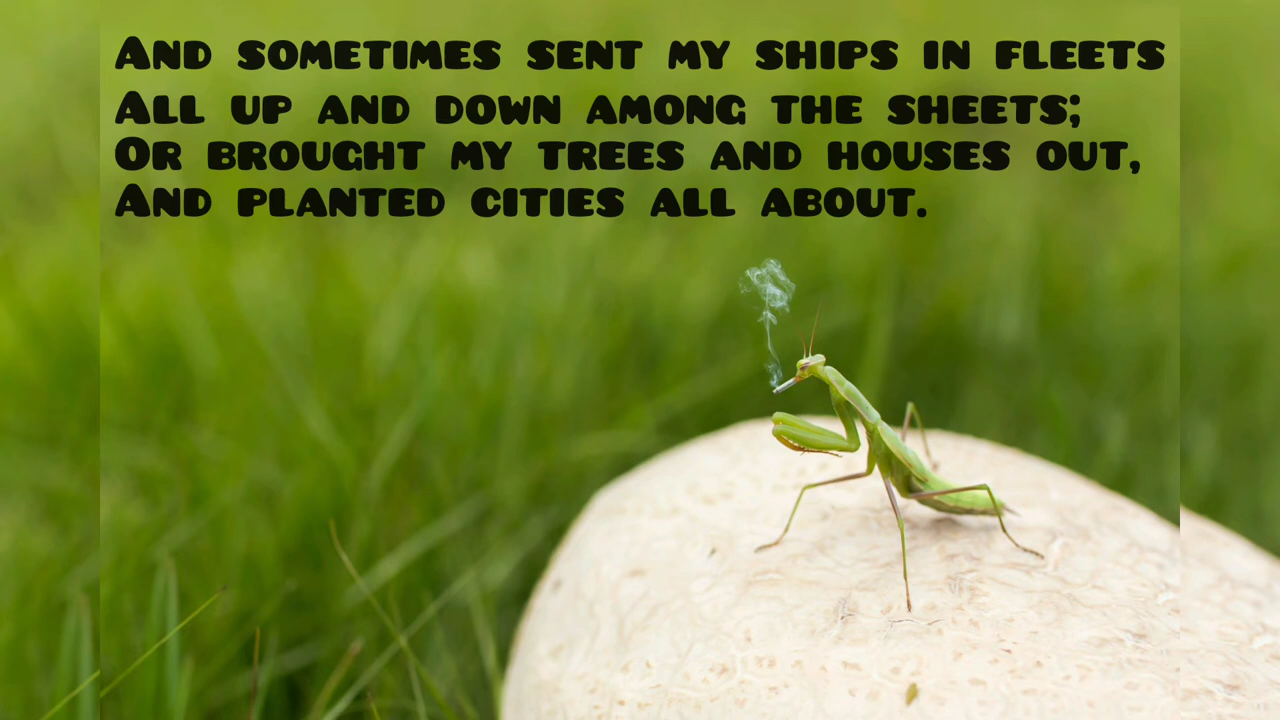 And sometimes sent my ships in fleets
All up and down among the sheets;
Or brought my trees and houses out,
And planted cities all about.